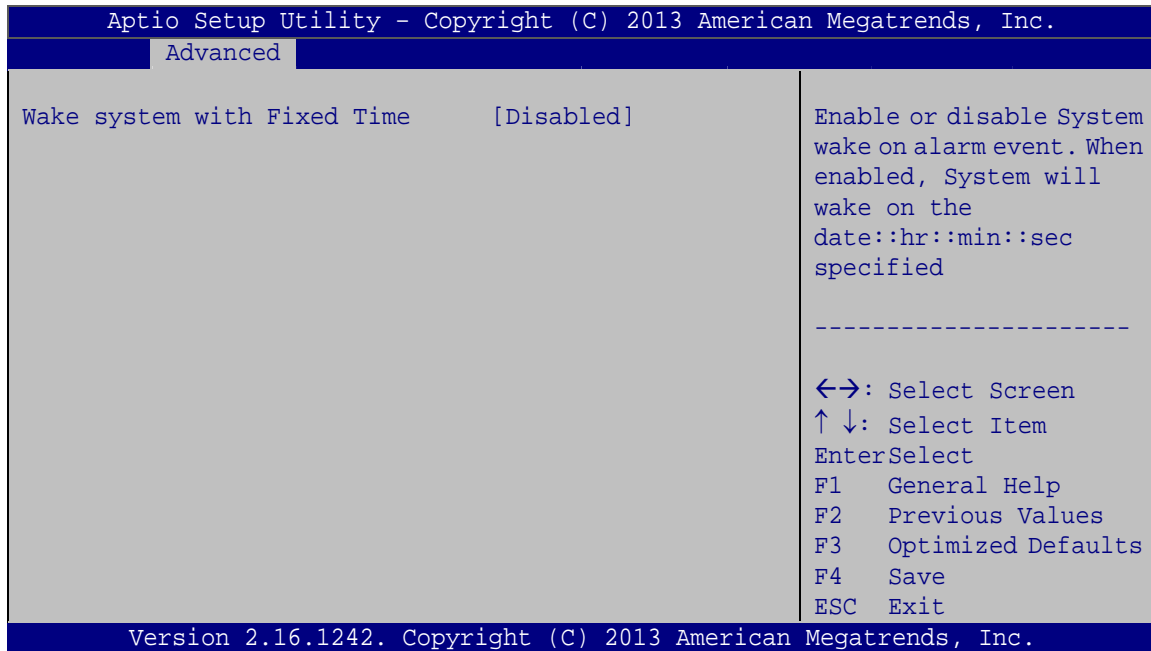 Aptio Setup Utility – Copyright (C) 2013 American Megatrends, Inc.
Advanced
Wake system with Fixed Time [Disabled]
Enable or disable System
wake on alarm event. When
enabled, System will
wake on the
date::hr::min::sec
specified
----------------------
←→: Select Screen
↑ ↓: Select Item
EnterSelect
F1 General Help
F2 Previous Values
F3 Optimized Defaults
F4 Save
ESC Exit
Version 2.16.1242. Copyright (C) 2013 American Megatrends, Inc.